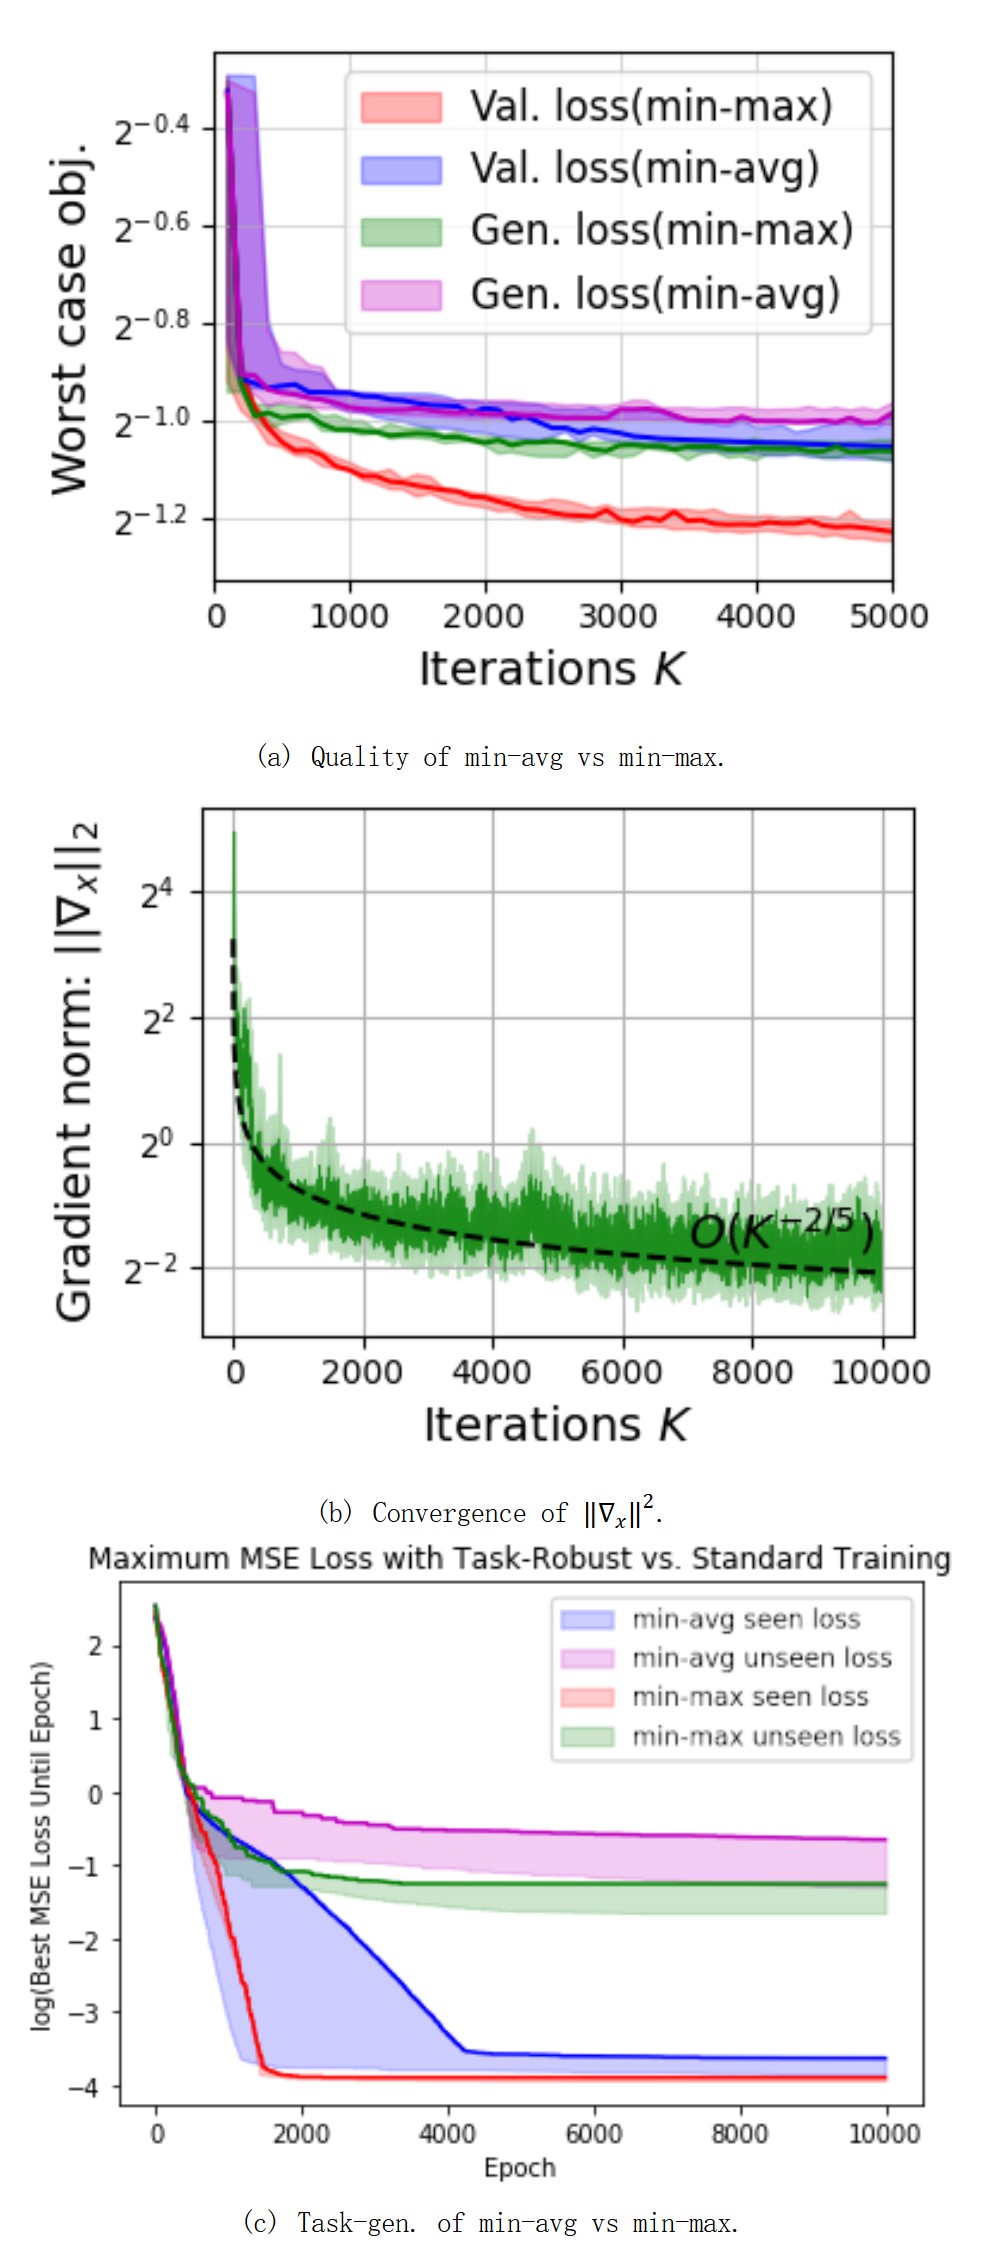 Worst case obj.
2^{-0.4}
2^{-0.6}
2^{-0.8}
2^{-1.0}
2^{-1.2}
Val. loss(min-max)
Val. loss(min-avg)
Gen. loss(min-max)
Gen. loss(min-avg)
0 1000 2000 3000 4000 5000
Iterations K
(a) Quality of min-avg vs min-max.
Gradient norm: ||∇_x||_2
2^4
2^2
2^0
2^{-2}
O(K^{-2/5})
0 2000 4000 6000 8000 10000
Iterations K
(b) Convergence of ‖∇_x‖^2.
Maximum MSE Loss with Task-Robust vs. Standard Training
log(Best MSE Loss Until Epoch)
2
1
0
−1
−2
−3
−4
min-avg seen loss
min-avg unseen loss
min-max seen loss
min-max unseen loss
0 2000 4000 6000 8000 10000
Epoch
(c) Task-gen. of min-avg vs min-max.